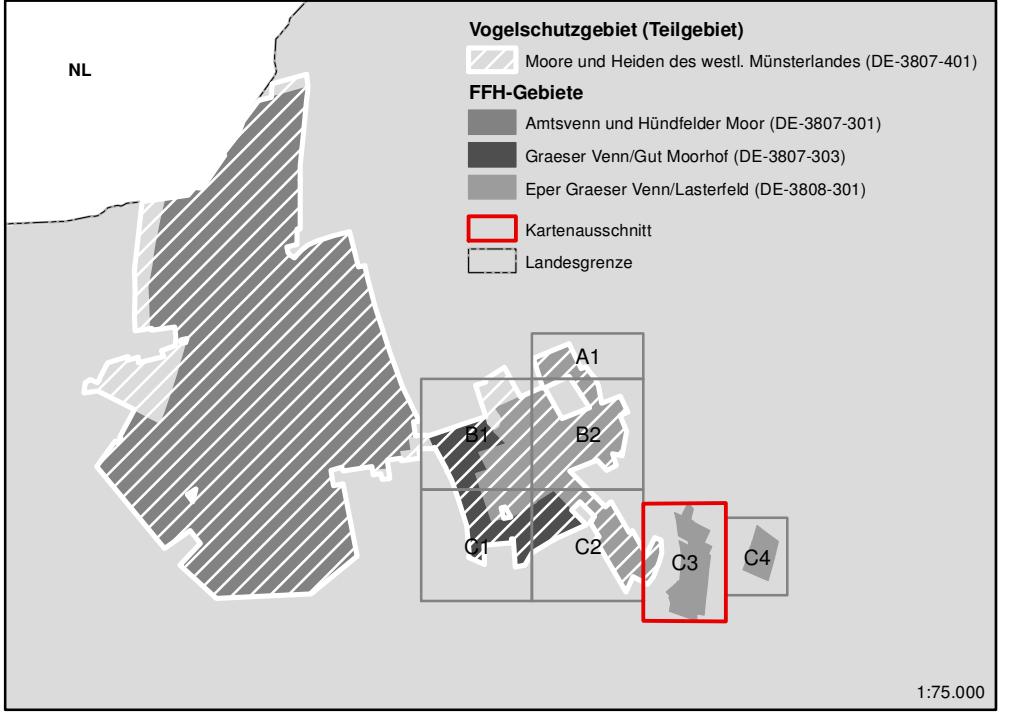 NL
Vogelschutzgebiet (Teilgebiet)
Moore und Heiden des westl. Münsterlandes (DE-3807-401)
FFH-Gebiete
Amtsvenn und Hündfelder Moor (DE-3807-301)
Graeser Venn/Gut Moorhof (DE-3807-303)
Eper Graeser Venn/Lasterfeld (DE-3808-301)
Kartenausschnitt
Landesgrenze
A1
B1
B2
C1
C2
C3
C4
1:75.000